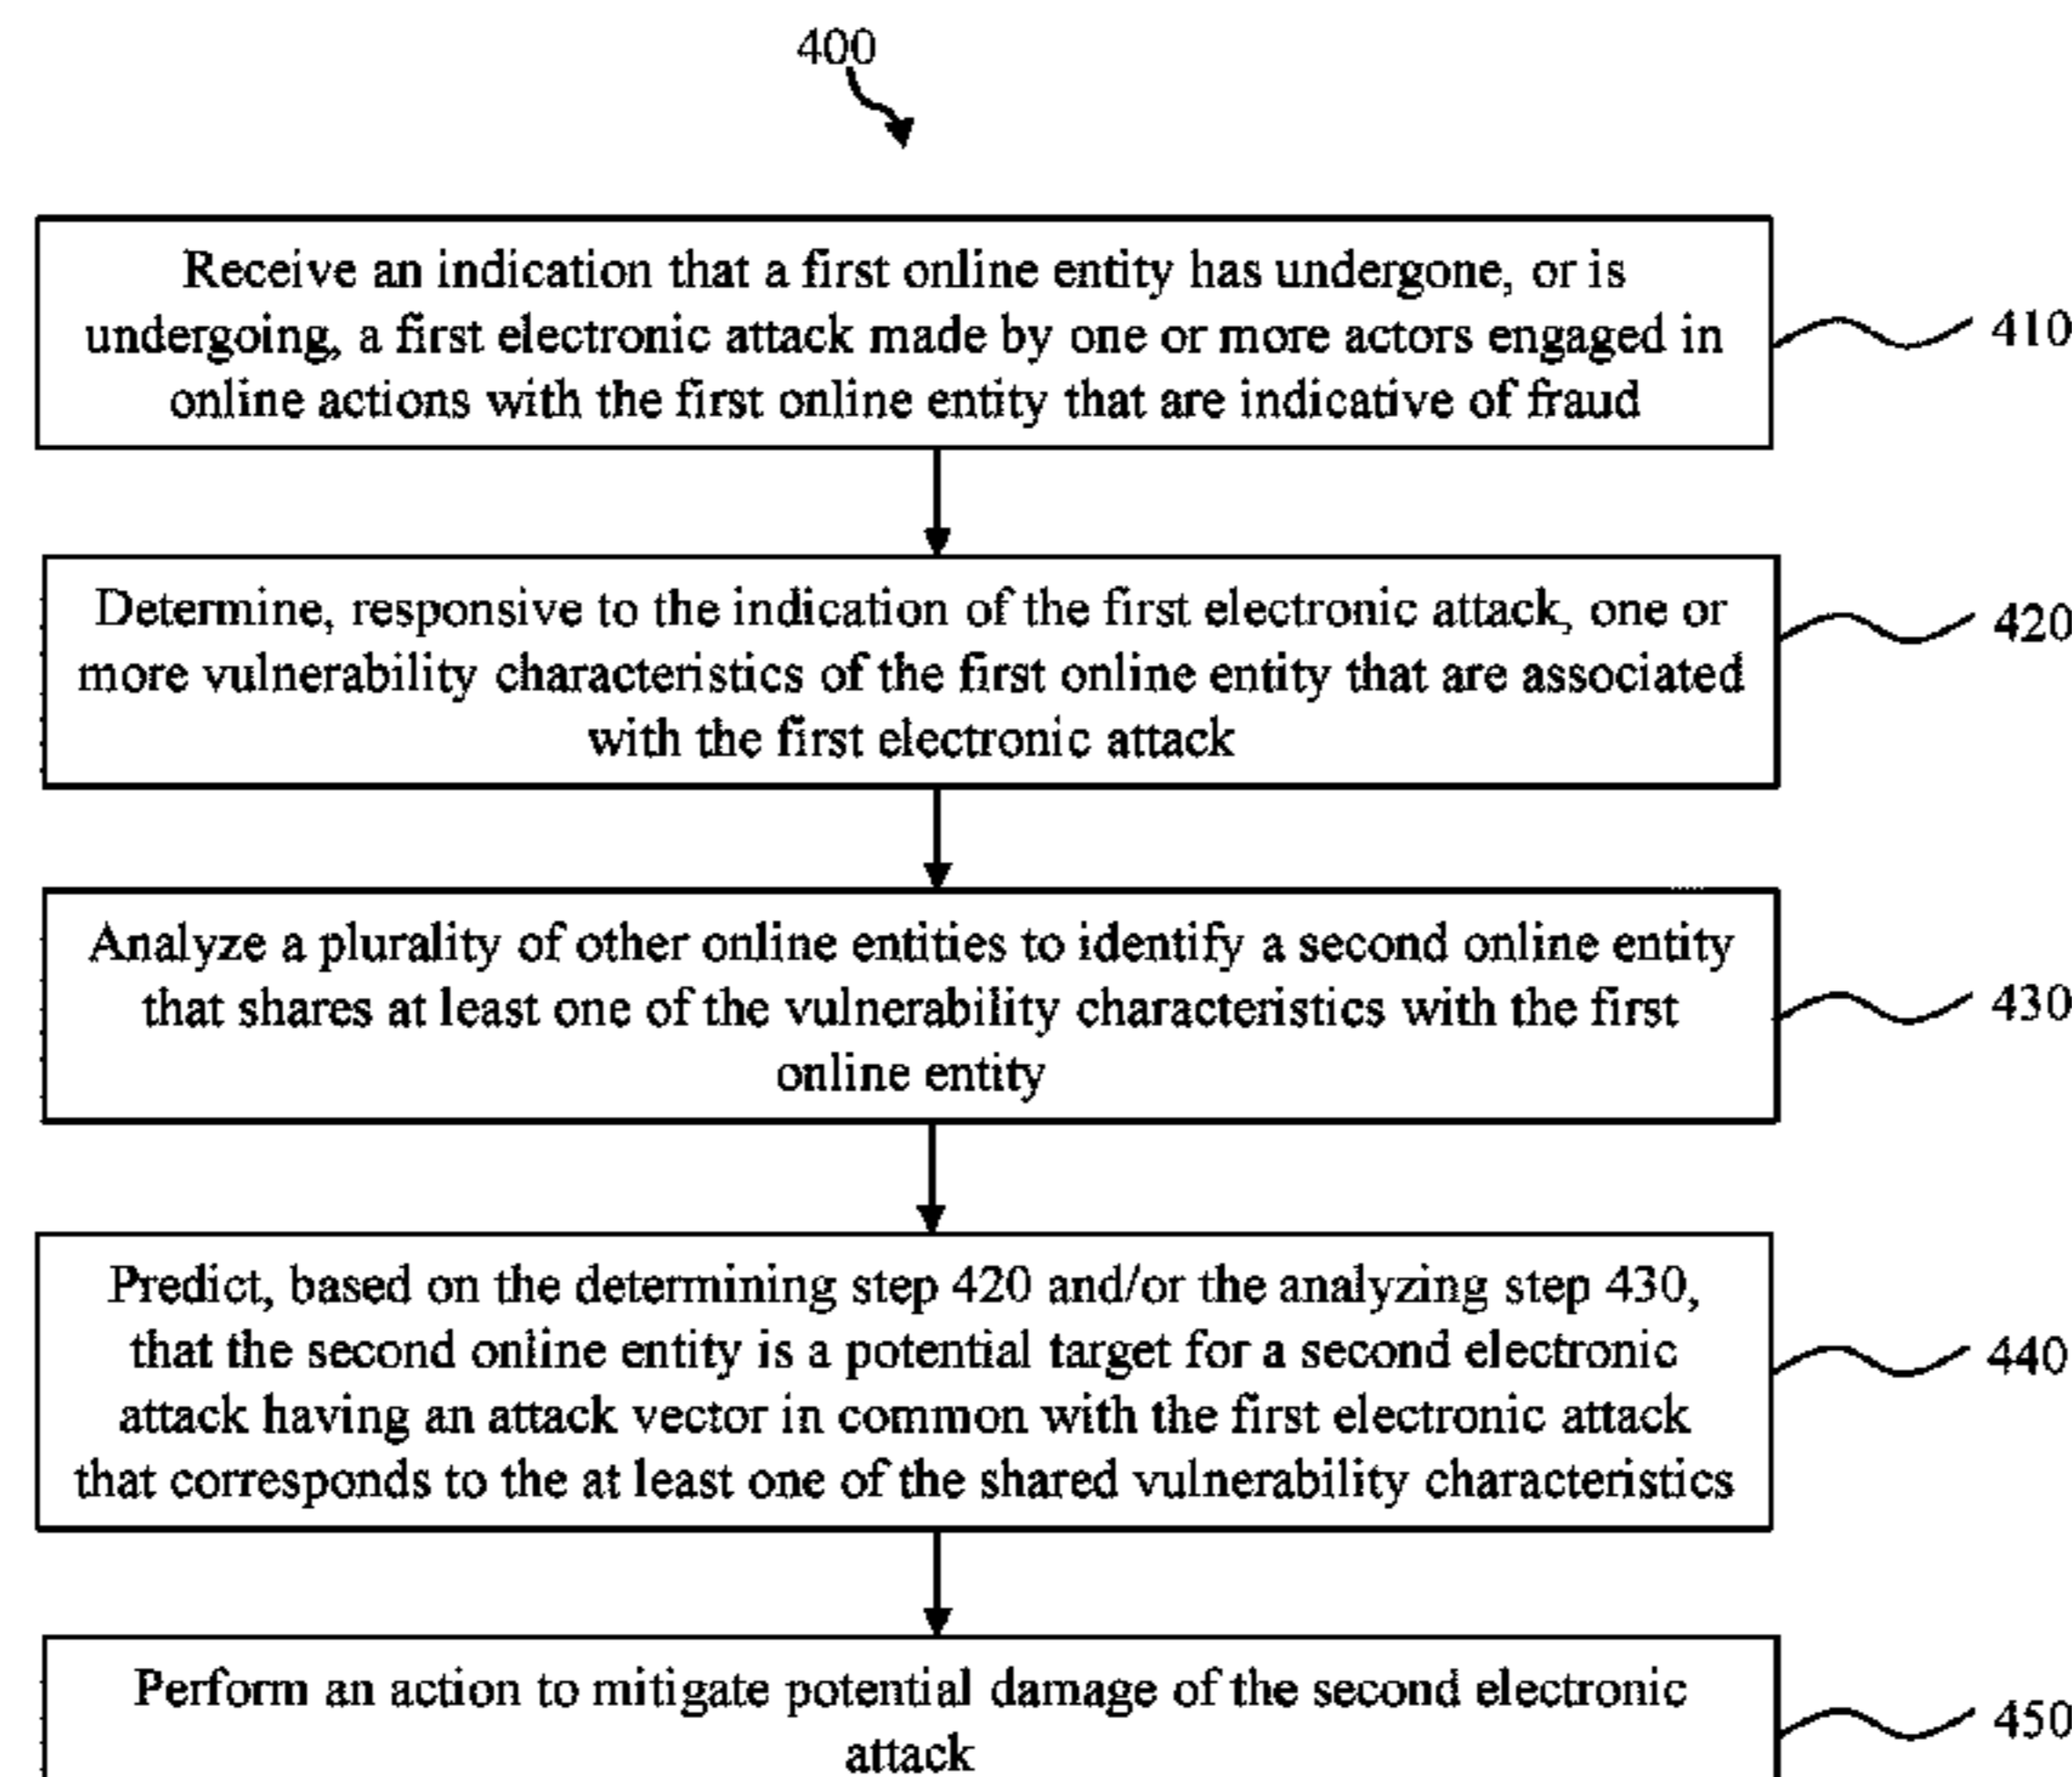 400
Receive an indication that a first online entity has undergone, or is
undergoing, a first electronic attack made by one or more actors engaged in
online actions with the first online entity that are indicative of fraud
410
Determine, responsive to the indication of the first electronic attack, one or
more vulnerability characteristics of the first online entity that are associated
with the first electronic attack
420
Analyze a plurality of other online entities to identify a second online entity
that shares at least one of the vulnerability characteristics with the first
online entity
430
Predict, based on the determining step 420 and/or the analyzing step 430,
that the second online entity is a potential target for a second electronic
attack having an attack vector in common with the first electronic attack
that corresponds to the at least one of the shared vulnerability characteristics
440
Perform an action to mitigate potential damage of the second electronic
attack
450